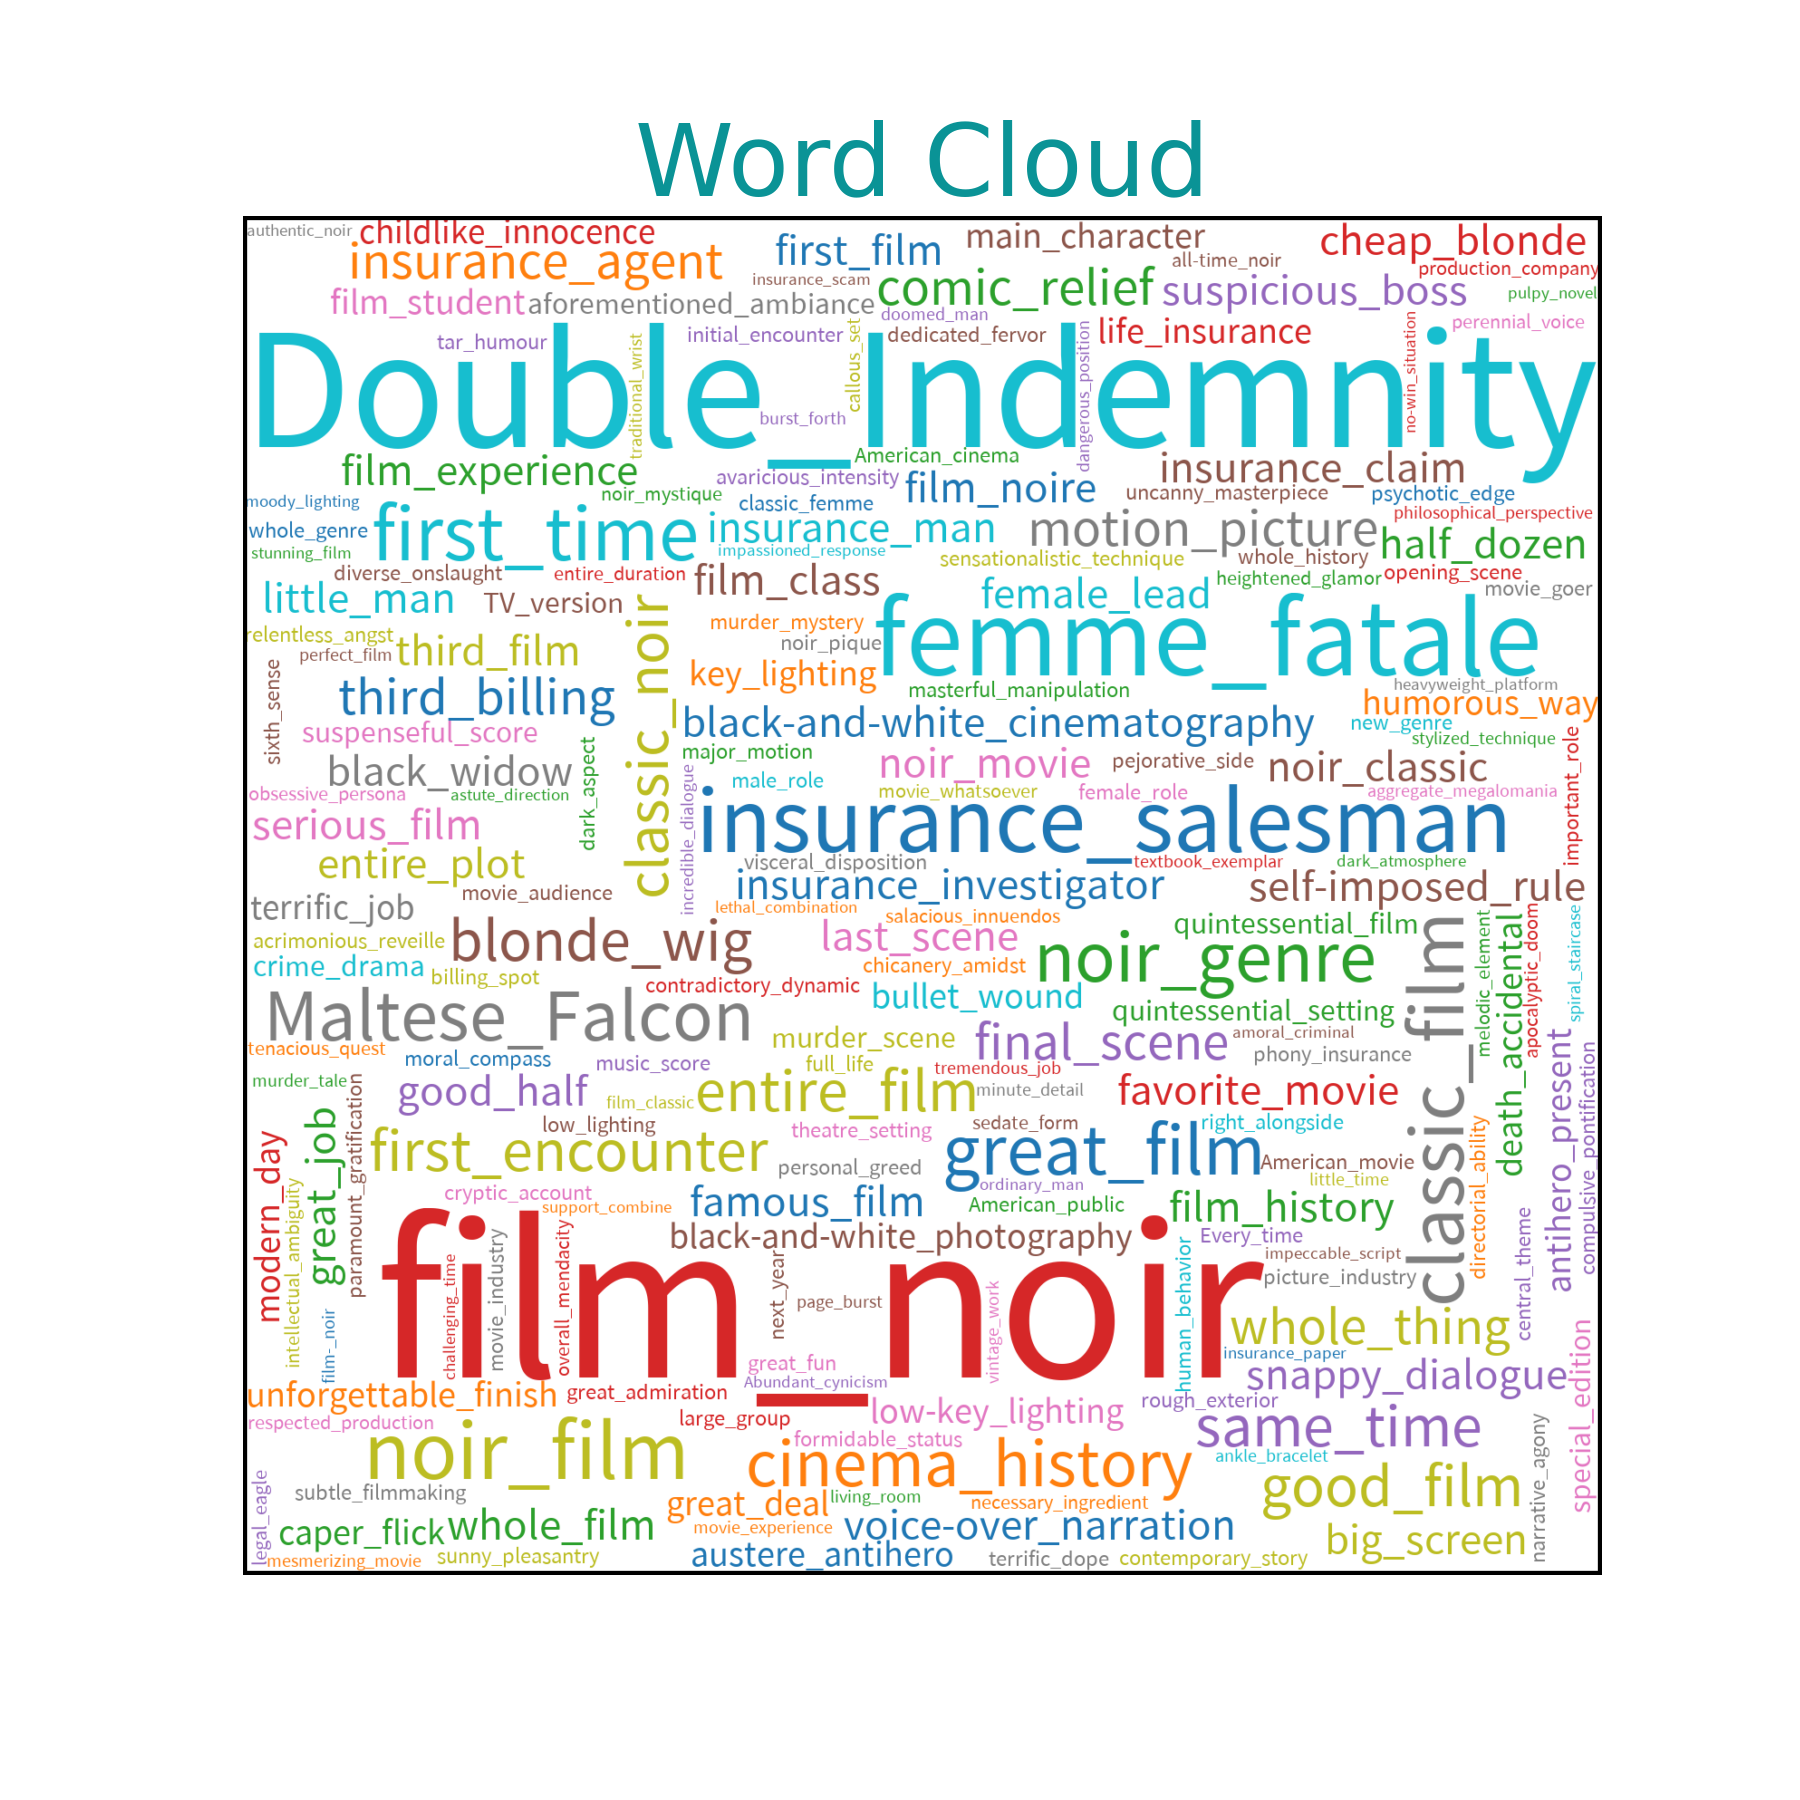 Word Cloud
authentic_noir
childlike_innocence
first_film
main_character
cheap_blonde
insurance_agent
insurance_scam
all-time_noir
production_company
film_student
aforementioned_ambiance
comic_relief
suspicious_boss
pulpy_novel
doomed_man
tar_humour
initial_encounter
dedicated_fervor
life_insurance
perennial_voice
Double_Indemnity
traditional_wrist
callous_set
dangerous_position
no-win_situation
burst_forth
American_cinema
film_experience
avaricious_intensity
insurance_claim
film_noire
moody_lighting
noir_mystique
classic_femme
uncanny_masterpiece
psychotic_edge
whole_genre
first_time
insurance_man
motion_picture
philosophical_perspective
half_dozen
stunning_film
impassioned_response
sensationalistic_technique
whole_history
diverse_onslaught
entire_duration
film_class
heightened_glamor
opening_scene
little_man
TV_version
female_lead
movie_goer
relentless_angst
third_film
classic_noir
murder_mystery
noir_pique
femme_fatale
perfect_film
sixth_sense
key_lighting
masterful_manipulation
heavyweight_platform
third_billing
humorous_way
suspenseful_score
black-and-white_cinematography
new_genre
stylized_technique
important_role
black_widow
dark_aspect
major_motion
noir_movie
pejorative_side
noir_classic
obsessive_persona
astute_direction
incredible_dialogue
male_role
movie_whatsoever
female_role
aggregate_megalomania
serious_film
insurance_salesman
entire_plot
visceral_disposition
textbook_exemplar
dark_atmosphere
movie_audience
insurance_investigator
self-imposed_rule
terrific_job
lethal_combination
salacious_innuendos
quintessential_film
acrimonious_reveille
blonde_wig
last_scene
noir_genre
classic_film
melodic_element
death_accidental
apocalyptic_doom
spiral_staircase
crime_drama
billing_spot
chicanery_amidst
contradictory_dynamic
bullet_wound
Maltese_Falcon
quintessential_setting
tenacious_quest
moral_compass
murder_scene
final_scene
amoral_criminal
antihero_present
compulsive_pontification
music_score
full_life
tremendous_job
phony_insurance
murder_tale
paramount_gratification
good_half
film_classic
entire_film
minute_detail
favorite_movie
great_job
modern_day
low_lighting
theatre_setting
sedate_form
right_alongside
directorial_ability
first_encounter
personal_greed
great_film
American_movie
intellectual_ambiguity
cryptic_account
support_combine
famous_film
ordinary_man
American_public
little_time
film_history
central_theme
film_noir
black-and-white_photography
Every_time
impeccable_script
picture_industry
human_behavior
challenging_time
movie_industry
overall_mendacity
next_year
page_burst
vintage_work
film-_noir
whole_thing
insurance_paper
special_edition
great_fun
Abundant_cynicism
snappy_dialogue
unforgettable_finish
great_admiration
rough_exterior
respected_production
large_group
low-key_lighting
same_time
noir_film
formidable_status
cinema_history
ankle_bracelet
narrative_agony
legal_eagle
subtle_filmmaking
great_deal
living_room
necessary_ingredient
good_film
caper_flick
whole_film
movie_experience
voice-over_narration
big_screen
mesmerizing_movie
sunny_pleasantry
austere_antihero
terrific_dope
contemporary_story